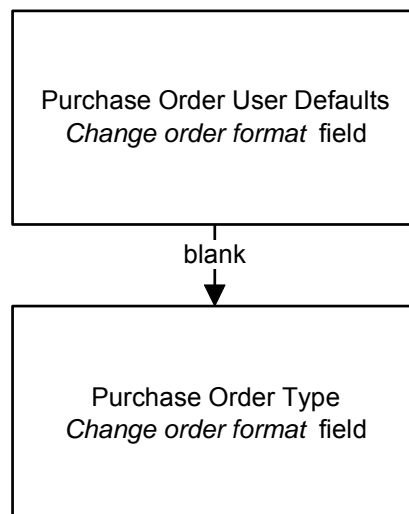 Purchase Order User Defaults
Change order format field
blank
Purchase Order Type
Change order format field